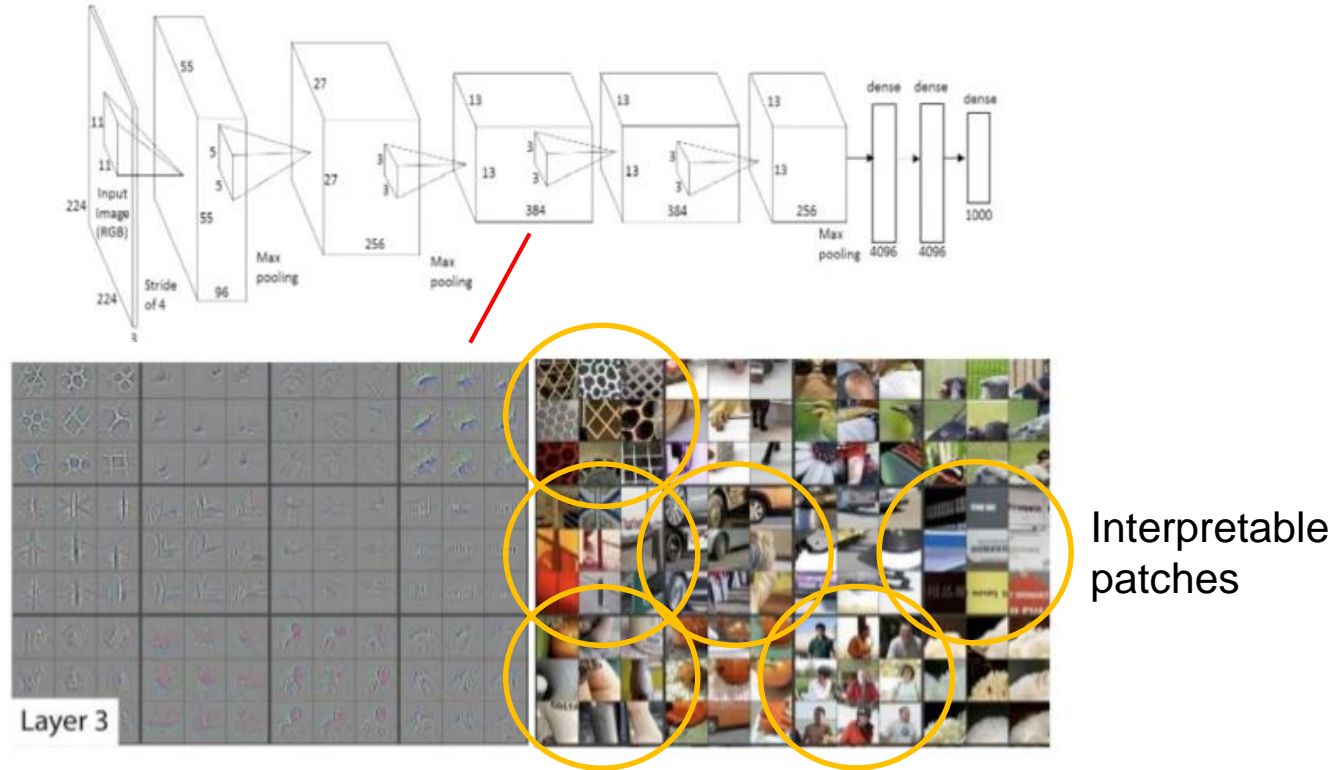 55
27
13
13
13
dense
dense
dense
11
11
5
5
3
3
3
3
3
3
224
Input
Image
(RGB)
55
27
13
13
13
384
384
256
1000
256
Max
pooling
Max
pooling
Max
pooling
4096
4096
224
Stride
of 4
96
3
Interpretable
patches
Layer 3